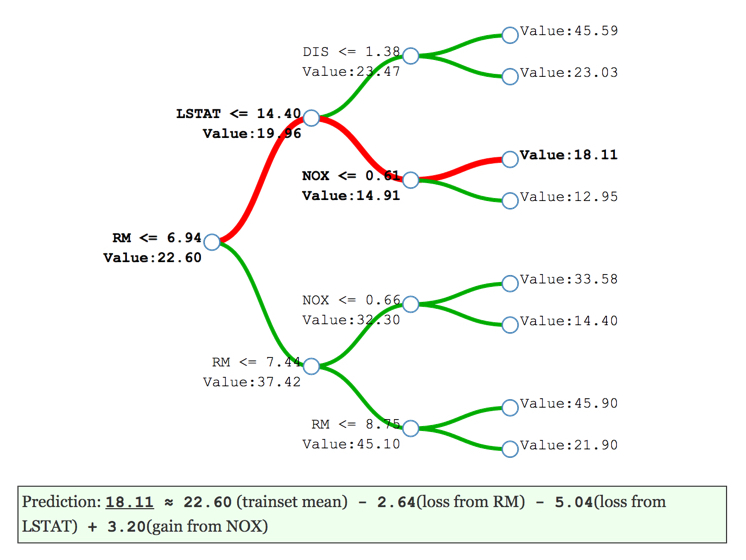 DIS <= 1.38
Value:23.47
Value:45.59
Value:23.03
LSTAT <= 14.40
Value:19.96
NOX <= 0.61
Value:14.91
Value:18.11
Value:12.95
RM <= 6.94
Value:22.60
NOX <= 0.66
Value:32.30
Value:33.58
Value:14.40
RM <= 7.44
Value:37.42
RM <= 8.75
Value:45.10
Value:45.90
Value:21.90
Prediction: 18.11 ≈ 22.60 (trainset mean) − 2.64(loss from RM) − 5.04(loss from
LSTAT) + 3.20(gain from NOX)